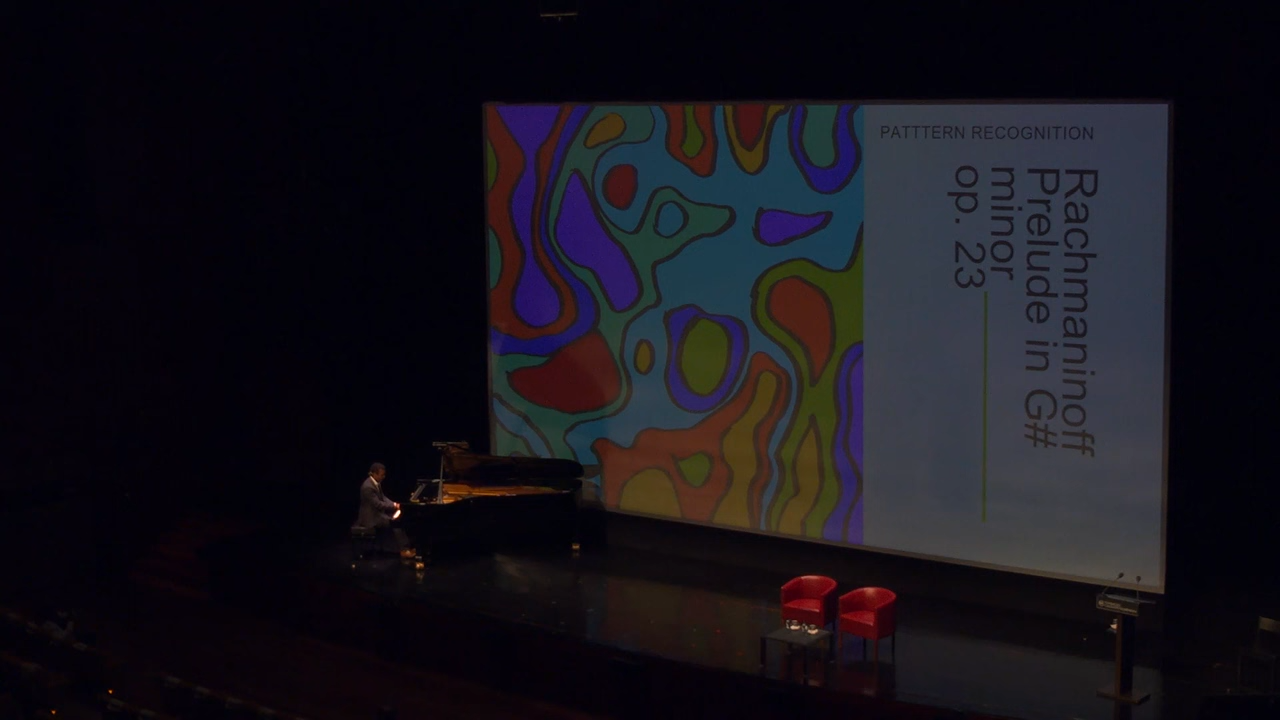 PATTTERN RECOGNITION
Rachmaninoff
Prelude in G#
minor
op. 23